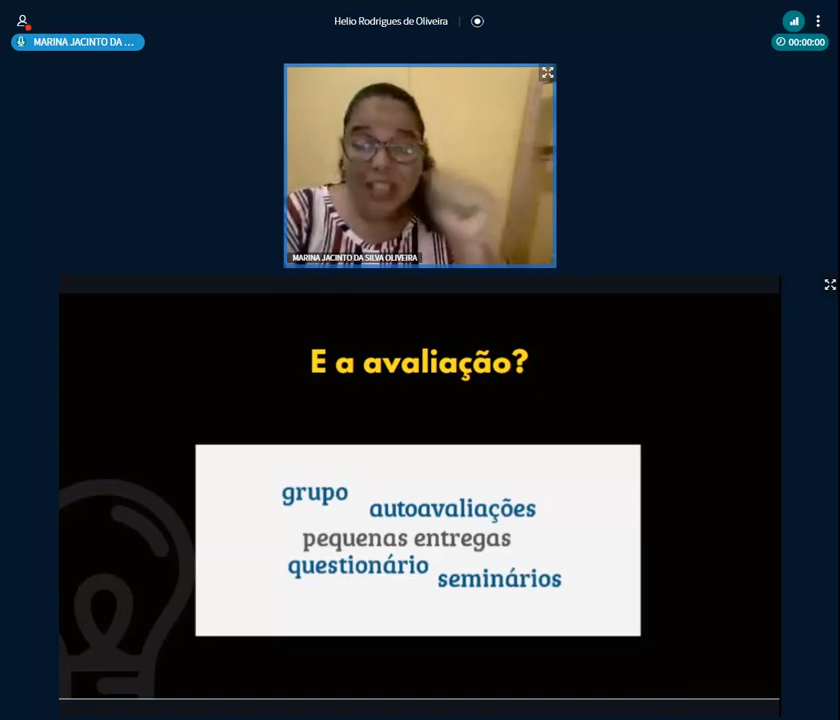 Helio Rodrigues de Oliveira
MARINA JACINTO DA ...
00:00:00
MARINA JACINTO DA SILVA OLIVEIRA
E a avaliação?
grupo
autoavaliações
pequenas entregas
questionário
seminários